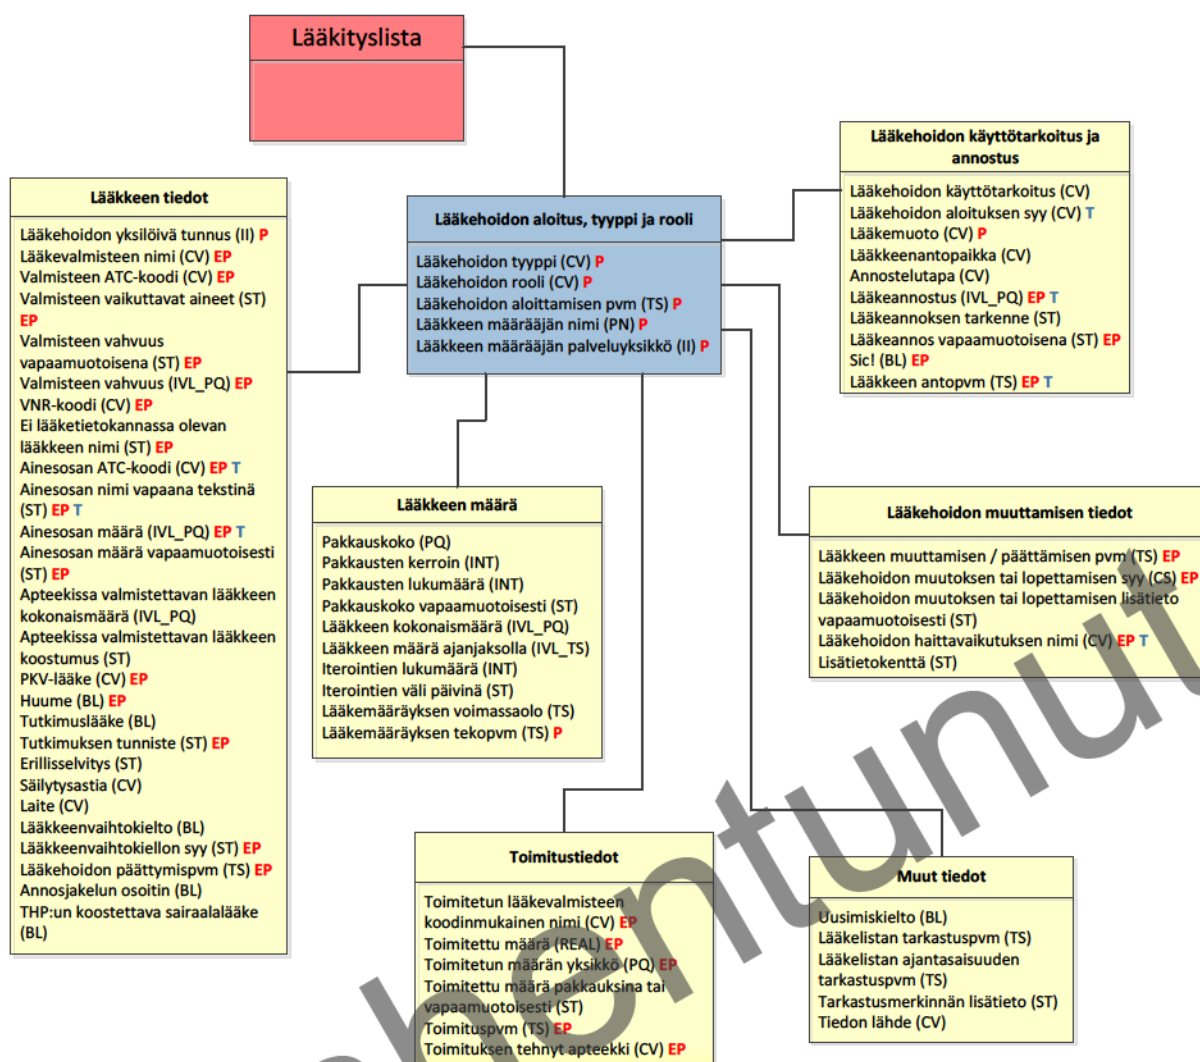 Lääkityslista
Lääkkeen tiedot
Lääkehoidon yksilöivä tunnus (II) P
Lääkevalmisteen nimi (CV) EP
Valmisteen ATC-koodi (CV) EP
Valmisteen vaikuttavat aineet (ST)
EP
Valmisteen vahvuus
vapaamuotoisena (ST) EP
Valmisteen vahvuus (IVL_PQ) EP
VNR-koodi (CV) EP
Ei lääketietokannassa olevan
lääkkeen nimi (ST) EP
Ainesosan ATC-koodi (CV) EP T
Ainesosan nimi vapaana tekstinä
(ST) EP T
Ainesosan määrä (IVL_PQ) EP T
Ainesosan määrä vapaamuotoisesti
(ST) EP
Apteekissa valmistettavan lääkkeen
kokonaismäärä (IVL_PQ)
Apteekissa valmistettavan lääkkeen
koostumus (ST)
PKV-lääke (CV) EP
Huume (BL) EP
Tutkimuslääke (BL)
Tutkimuksen tunniste (ST) EP
Erillisselvitys (ST)
Säilytysastia (CV)
Laite (CV)
Lääkkeenvaihtokielto (BL)
Lääkkeenvaihtokiellon syy (ST) EP
Lääkehoidon päättymispvm (TS) EP
Annosjakelun osoitin (BL)
THP:un koostettava sairaalalääke
(BL)
Lääkehoidon aloitus, tyyppi ja rooli
Lääkehoidon tyyppi (CV) P
Lääkehoidon rooli (CV) P
Lääkehoidon aloittamisen pvm (TS) P
Lääkkeen määrääjän nimi (PN) P
Lääkkeen määrääjän palveluyksikkö (II) P
Lääkehoidon käyttötarkoitus ja
annostus
Lääkehoidon käyttötarkoitus (CV)
Lääkehoidon aloituksen syy (CV) T
Lääkemuoto (CV) P
Lääkkeenantopaikka (CV)
Annostelutapa (CV)
Lääkeannostus (IVL_PQ) EP T
Lääkeannoksen tarkenne (ST)
Lääkeannos vapaamuotoisena (ST) EP
Sic! (BL) EP
Lääkkeen antopvm (TS) EP T
Lääkkeen määrä
Pakkauskoko (PQ)
Pakkausten kerroin (INT)
Pakkausten lukumäärä (INT)
Pakkauskoko vapaamuotoisesti (ST)
Lääkkeen kokonaismäärä (IVL_PQ)
Lääkkeen määrä ajanjaksolla (IVL_TS)
Iterointien lukumäärä (INT)
Iterointien väli päivinä (ST)
Lääkemääräyksen voimassaolo (TS)
Lääkemääräyksen tekopvm (TS) P
Lääkehoidon muuttamisen tiedot
Lääkkeen muuttamisen / päättämisen pvm (TS) EP
Lääkehoidon muutoksen tai lopettamisen syy (CS) EP
Lääkehoidon muutoksen tai lopettamisen lisätieto
vapaamuotoisesti (ST)
Lääkehoidon haittavaikutuksen nimi (CV) EP T
Lisätietokenttä (ST)
Toimitustiedot
Toimitetun lääkevalmisteen
koodinmukainen nimi (CV) EP
Toimitettu määrä (REAL) EP
Toimitetun määrän yksikkö (PQ) EP
Toimitettu määrä pakkauksina tai
vapaamuotoisesti (ST)
Toimituspvm (TS) EP
Toimituksen tehnyt apteekki (CV) EP
Muut tiedot
Uusimiskielto (BL)
Lääkelistan tarkastuspvm (TS)
Lääkelistan ajantasaisuuden
tarkastuspvm (TS)
Tarkastusmerkinnän lisätieto (ST)
Tiedon lähde (CV)
hentunut